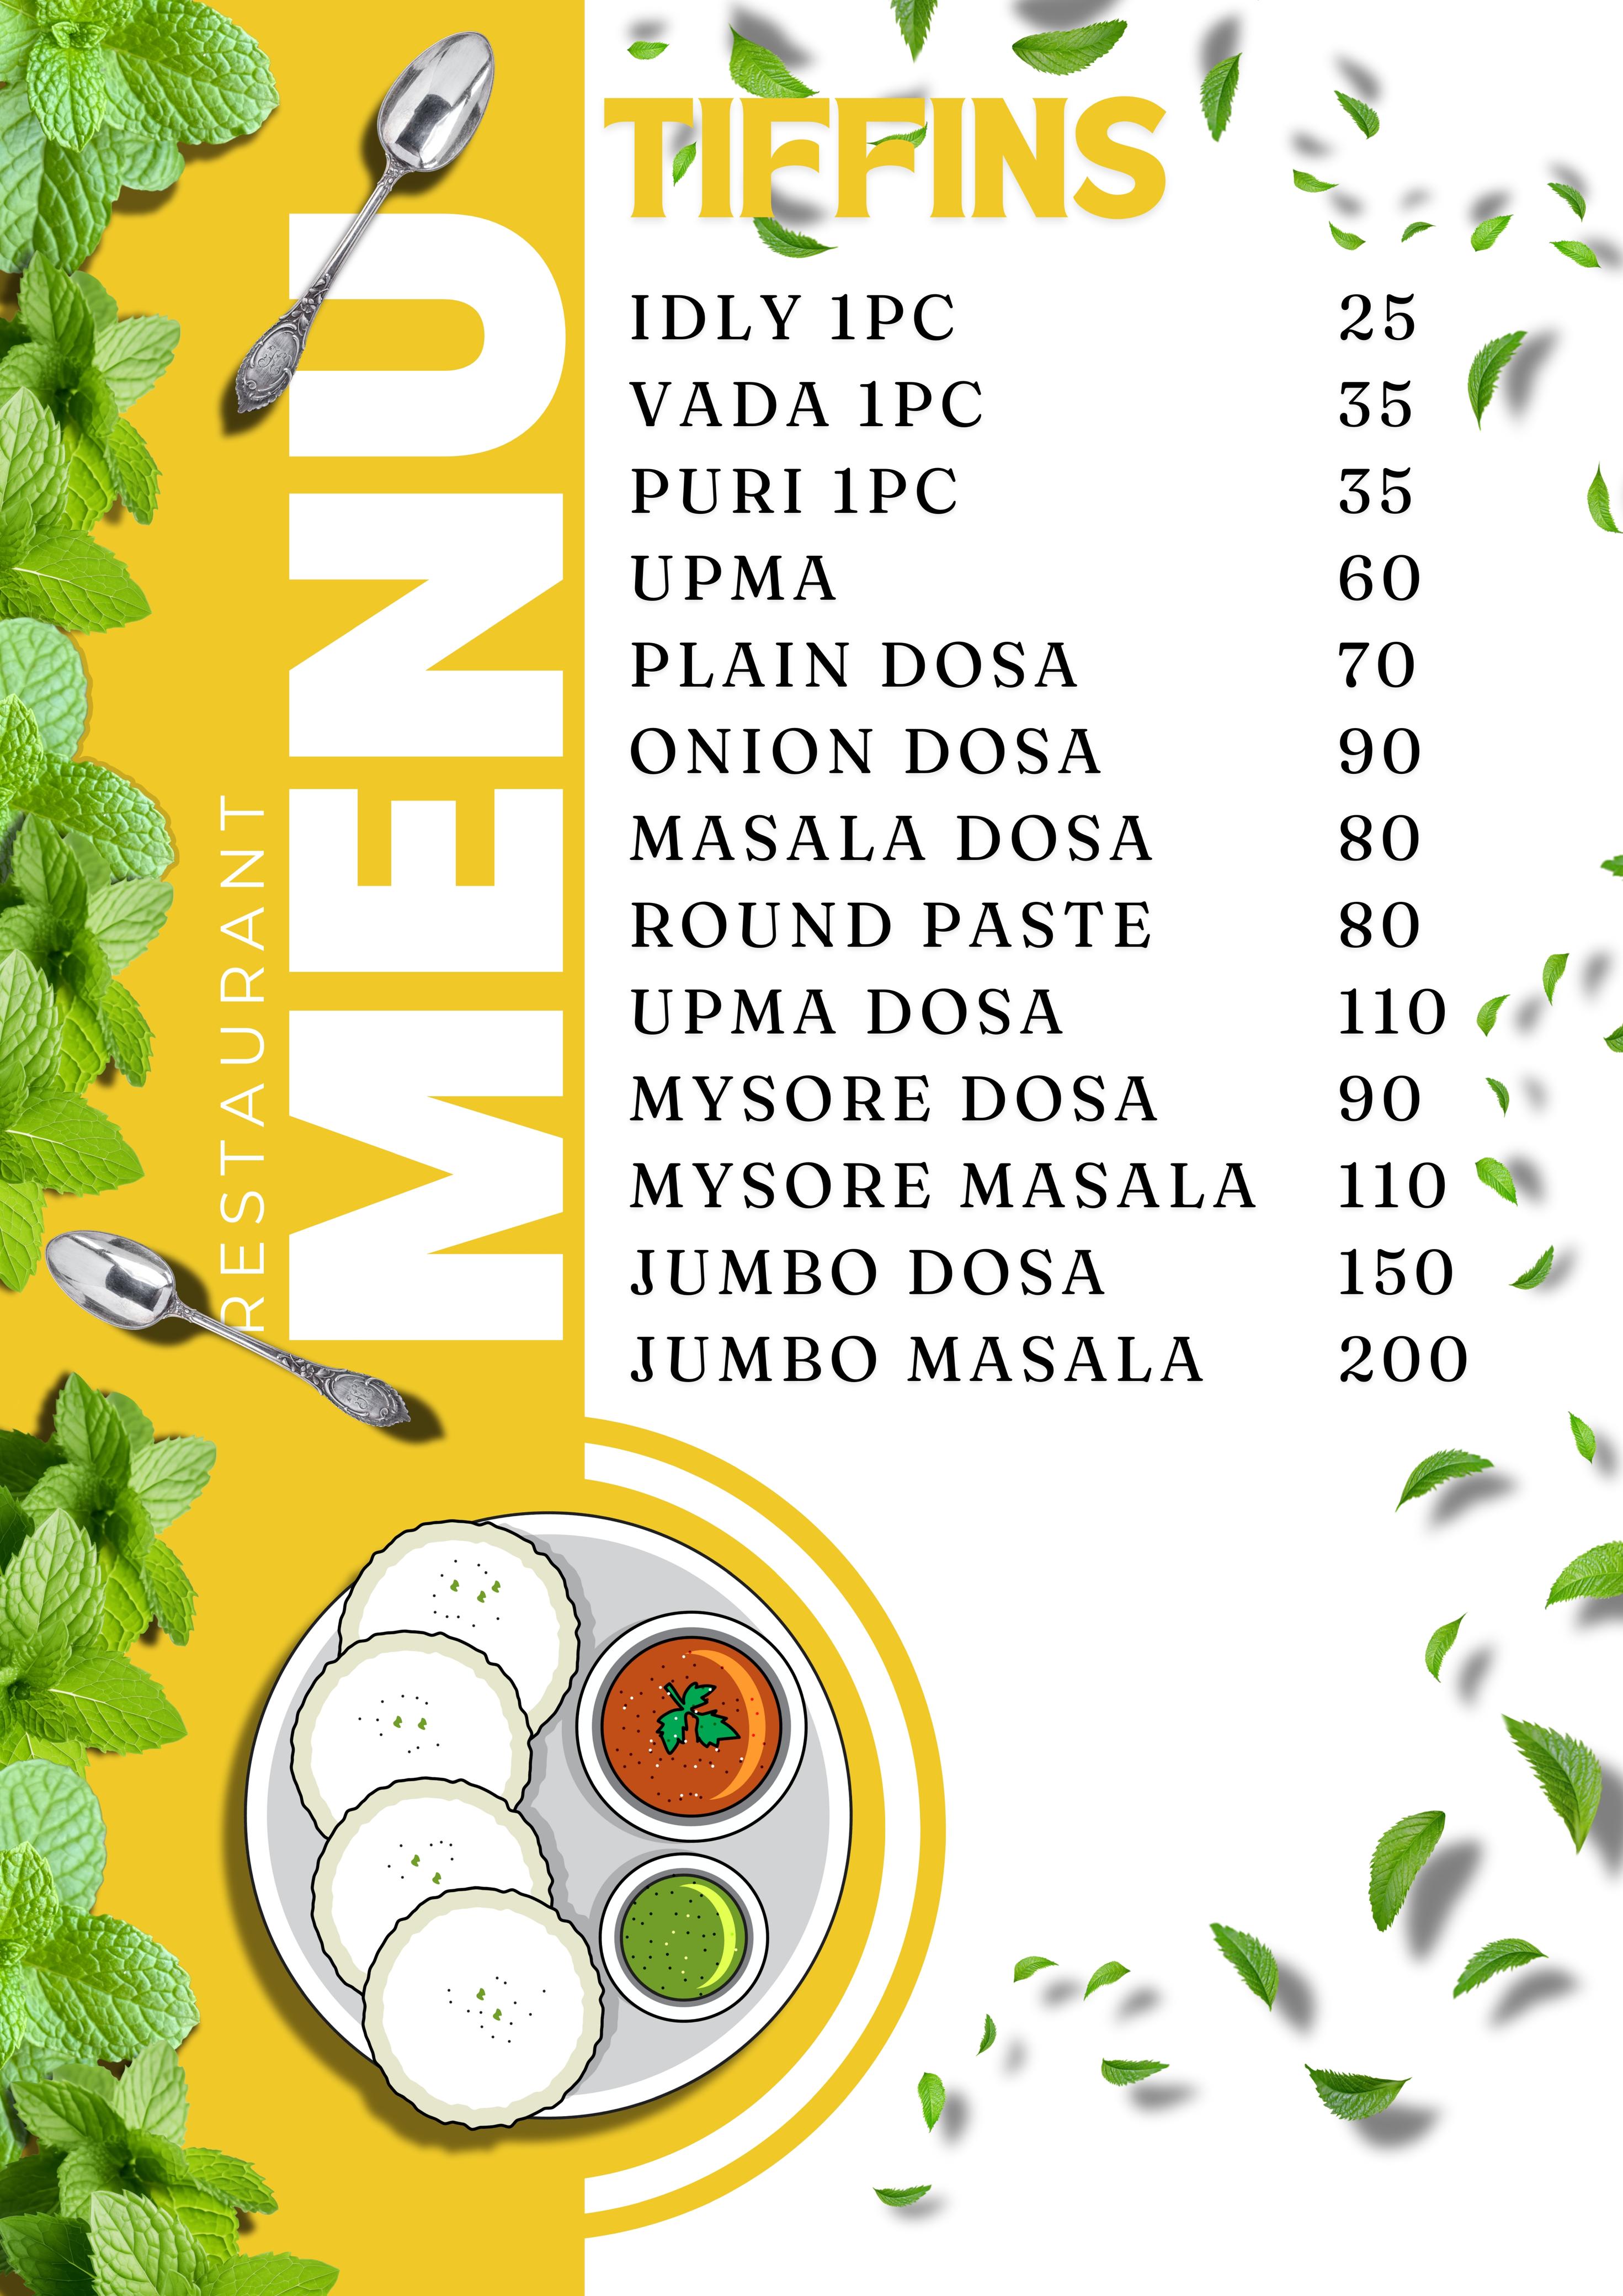 RESTAURANT
MENU
TIFFINS
IDLY 1PC 25
VADA 1PC 35
PURI 1PC 35
UPMA 60
PLAIN DOSA 70
ONION DOSA 90
MASALA DOSA 80
ROUND PASTE 80
UPMA DOSA 110
MYSORE DOSA 90
MYSORE MASALA 110
JUMBO DOSA 150
JUMBO MASALA 200